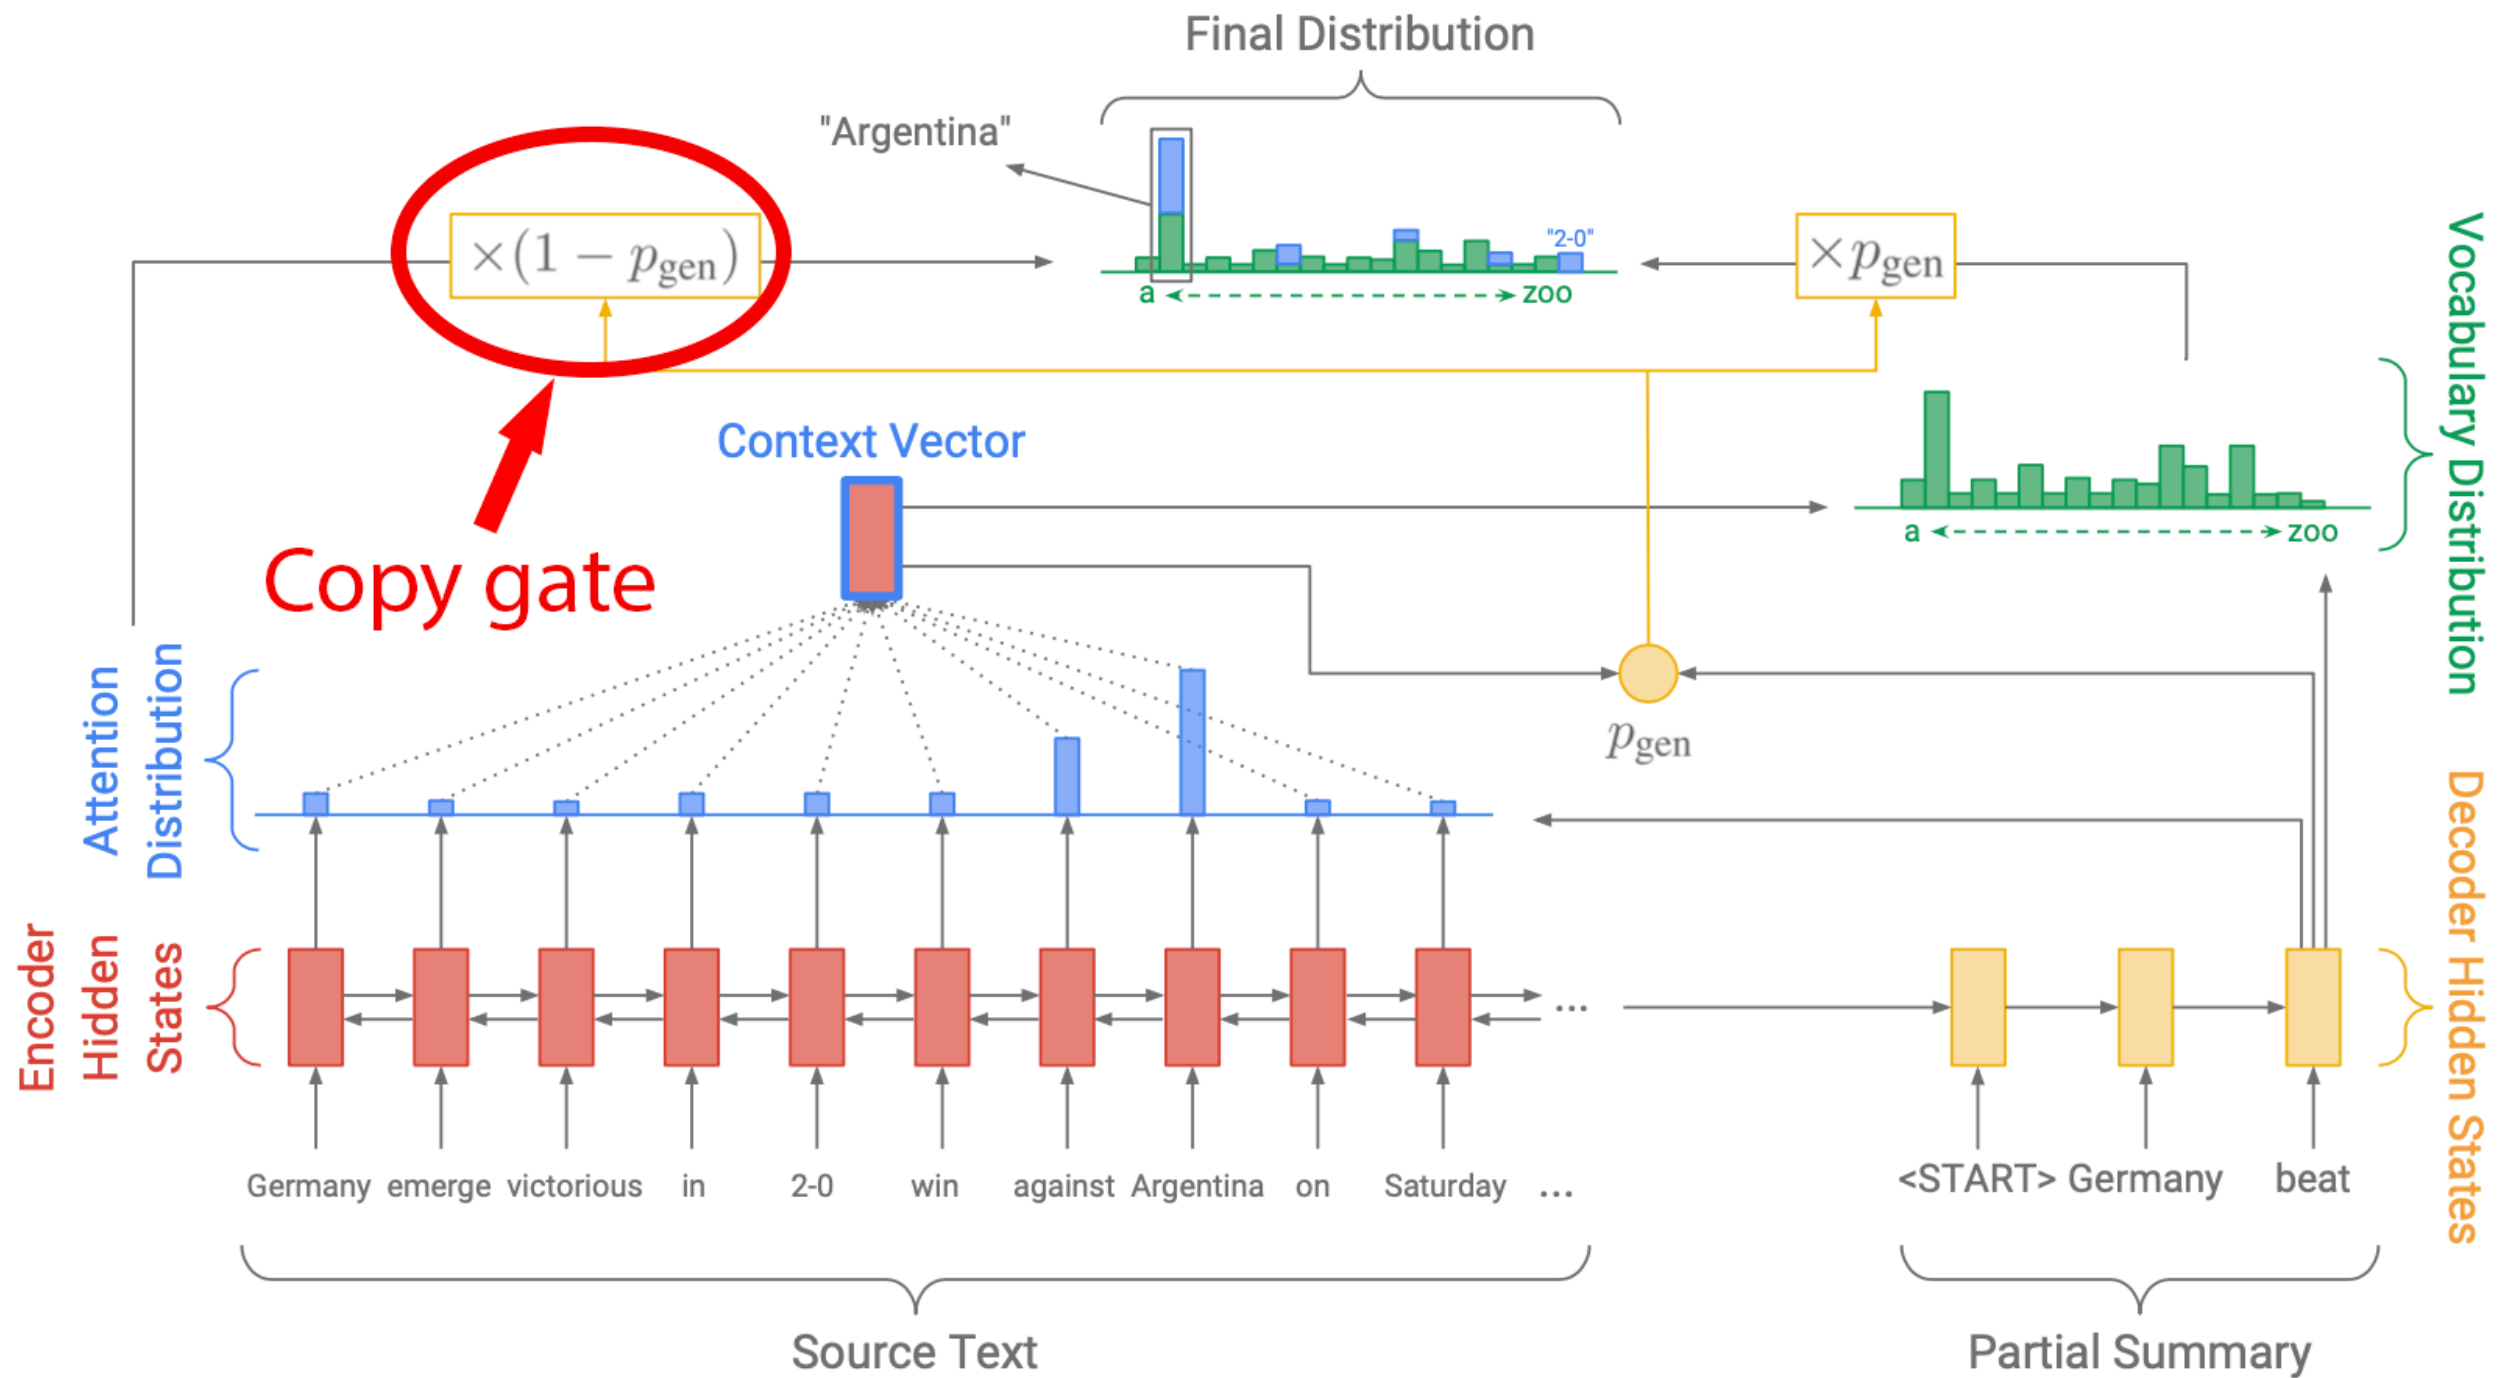 Final Distribution
"Argentina"
×(1 − pgen)
"2-0"
a
zoo
×pgen
Context Vector
Copy gate
a
zoo
Vocabulary Distribution
Attention
Distribution
pgen
Encoder
Hidden
States
Decoder Hidden States
...
Germany emerge victorious in 2-0 win against Argentina on Saturday ...
<START> Germany beat
Source Text
Partial Summary